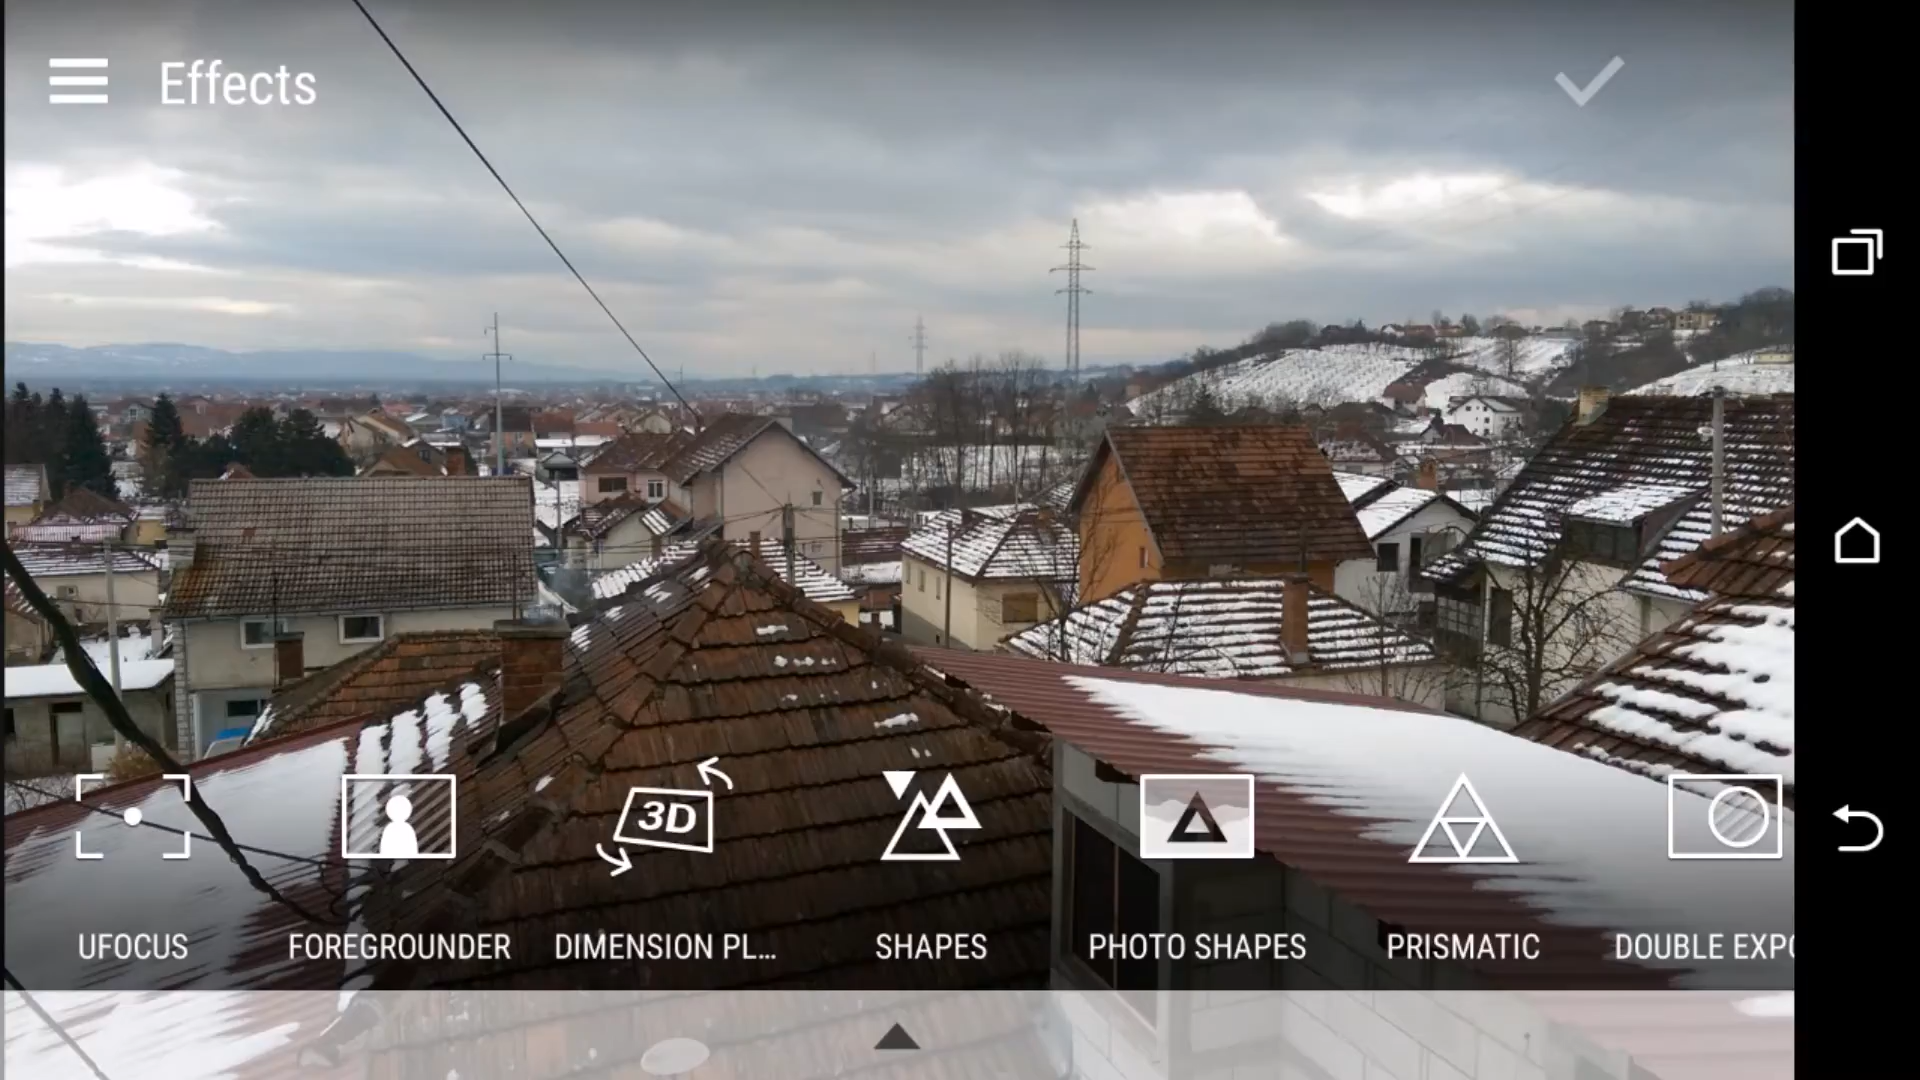 Effects
3D
UFOCUS
FOREGROUNDER
DIMENSION PL...
SHAPES
PHOTO SHAPES
PRISMATIC
DOUBLE EXPO